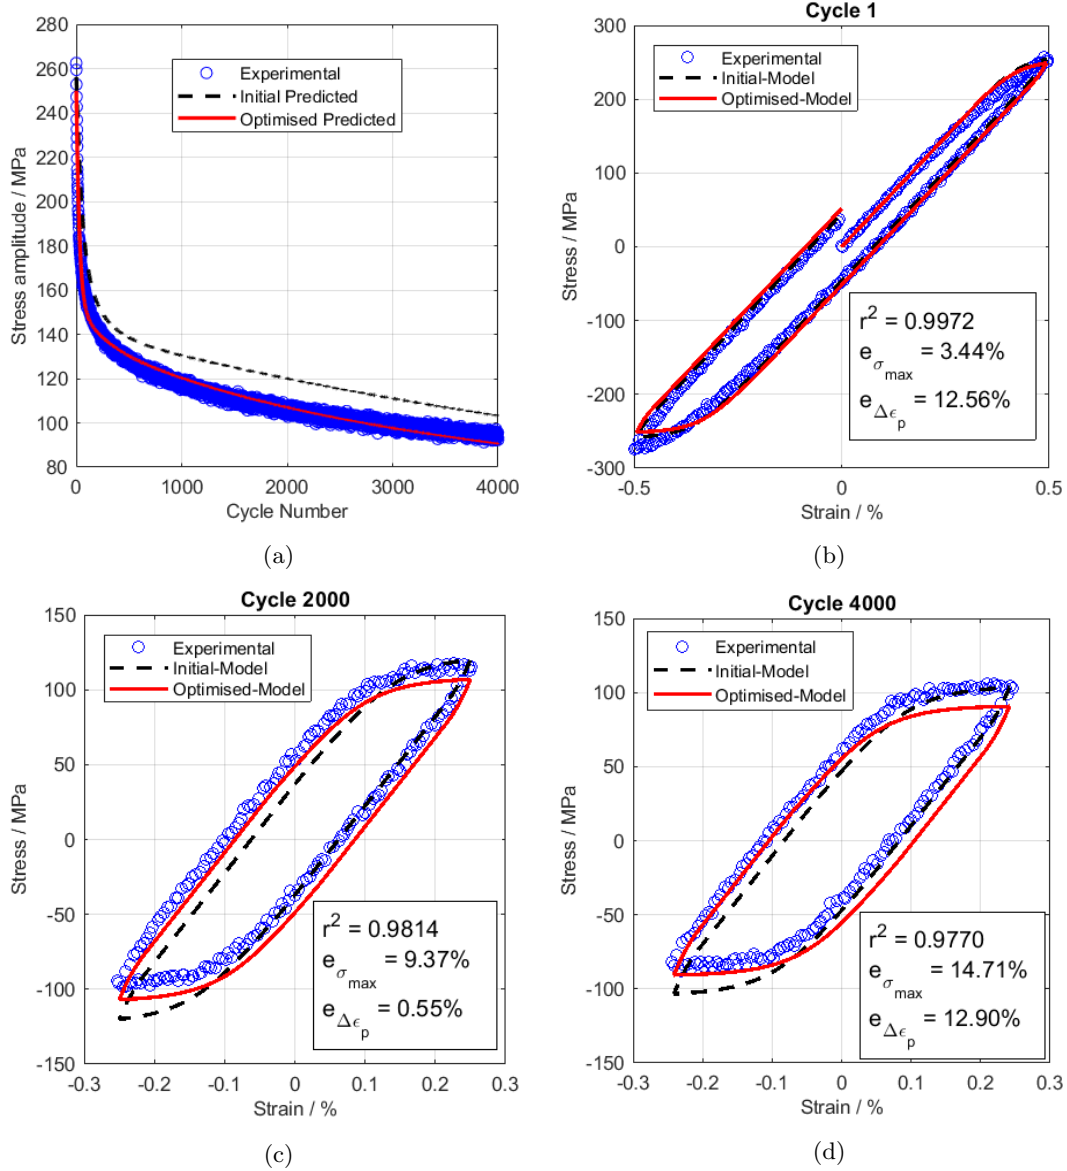 280
260
240
220
200
180
160
140
120
100
80
0
1000
2000
3000
4000
Stress amplitude / MPa
Cycle Number
Experimental
Initial Predicted
Optimised Predicted
(a)
Cycle 1
300
200
100
0
-100
-200
-300
-0.5
0
0.5
Stress / MPa
Strain / %
Experimental
Initial-Model
Optimised-Model
r² = 0.9972
e_σ_max = 3.44%
e_Δϵ_p = 12.56%
(b)
Cycle 2000
150
100
50
0
-50
-100
-150
-0.3
-0.2
-0.1
0
0.1
0.2
0.3
Stress / MPa
Strain / %
Experimental
Initial-Model
Optimised-Model
r² = 0.9814
e_σ_max = 9.37%
e_Δϵ_p = 0.55%
(c)
Cycle 4000
150
100
50
0
-50
-100
-150
-0.3
-0.2
-0.1
0
0.1
0.2
0.3
Stress / MPa
Strain / %
Experimental
Initial-Model
Optimised-Model
r² = 0.9770
e_σ_max = 14.71%
e_Δϵ_p = 12.90%
(d)